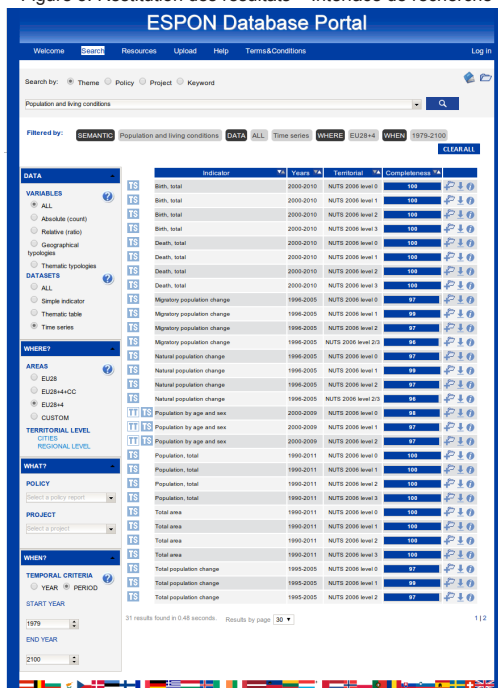 Figure 3. Restitution des résultats – interface de recherche
ESPON Database Portal
Welcome Search Resources Upload Help Terms&Conditions Log in
Search by: Theme Policy Project Keyword
Population and living conditions
Filtered by: SEMANTIC Population and living conditions DATA ALL Time series WHERE EU28+4 WHEN 1979-2100
CLEAR ALL
DATA
VARIABLES
ALL
Absolute (count)
Relative (ratio)
Geographical
typologies
Thematic typologies
DATASETS
ALL
Simple indicator
Thematic table
Time series
WHERE?
AREAS
EU28
EU28+4+CC
EU28+4
CUSTOM
TERRITORIAL LEVEL
CITIES
REGIONAL LEVEL
WHAT?
POLICY
Select a policy report
PROJECT
Select a project
WHEN?
TEMPORAL CRITERIA
YEAR PERIOD
START YEAR
1979
END YEAR
2100
Indicator Years Territorial Completeness
TS Birth, total 2000-2010 NUTS 2006 level 0 100
TS Birth, total 2000-2010 NUTS 2006 level 1 100
TS Birth, total 2000-2010 NUTS 2006 level 2 100
TS Birth, total 2000-2010 NUTS 2006 level 3 100
TS Death, total 2000-2010 NUTS 2006 level 0 100
TS Death, total 2000-2010 NUTS 2006 level 1 100
TS Death, total 2000-2010 NUTS 2006 level 2 100
TS Death, total 2000-2010 NUTS 2006 level 3 100
TS Migratory population change 1996-2005 NUTS 2006 level 0 97
TS Migratory population change 1996-2005 NUTS 2006 level 1 99
TS Migratory population change 1996-2005 NUTS 2006 level 2 97
TS Migratory population change 1996-2005 NUTS 2006 level 2/3 96
TS Natural population change 1996-2005 NUTS 2006 level 0 97
TS Natural population change 1996-2005 NUTS 2006 level 1 99
TS Natural population change 1996-2005 NUTS 2006 level 2 97
TS Natural population change 1996-2005 NUTS 2006 level 2/3 96
TT TS Population by age and sex 2000-2009 NUTS 2006 level 0 98
TT TS Population by age and sex 2000-2009 NUTS 2006 level 1 97
TT TS Population by age and sex 2000-2009 NUTS 2006 level 2 97
TS Population, total 1990-2011 NUTS 2006 level 0 100
TS Population, total 1990-2011 NUTS 2006 level 1 100
TS Population, total 1990-2011 NUTS 2006 level 2 100
TS Population, total 1990-2011 NUTS 2006 level 3 100
TS Total area 1990-2011 NUTS 2006 level 0 100
TS Total area 1990-2011 NUTS 2006 level 1 100
TS Total area 1990-2011 NUTS 2006 level 2 100
TS Total area 1990-2011 NUTS 2006 level 3 100
TS Total population change 1995-2005 NUTS 2006 level 0 97
TS Total population change 1995-2005 NUTS 2006 level 1 99
TS Total population change 1995-2005 NUTS 2006 level 2 97
31 results found in 0.48 seconds. Results by page 30 1|2